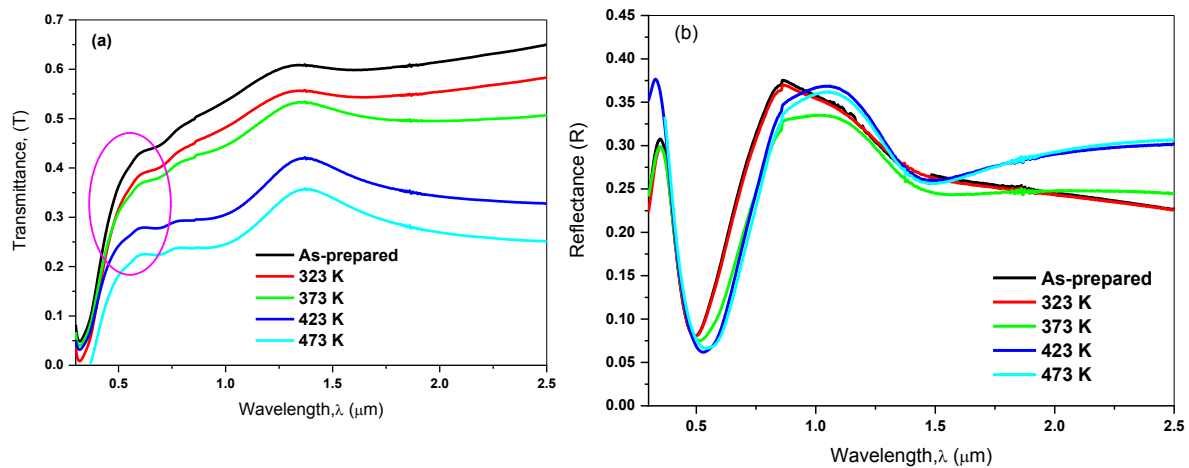 (a)
0.7
0.6
0.5
0.4
0.3
0.2
0.1
0.0
Transmittance, (T)
As-prepared
323 K
373 K
423 K
473 K
0.5 1.0 1.5 2.0 2.5
Wavelength,λ (μm)
(b)
0.45
0.40
0.35
0.30
0.25
0.20
0.15
0.10
0.05
0.00
Reflectance (R)
As-prepared
323 K
373 K
423 K
473 K
0.5 1.0 1.5 2.0 2.5
Wavelength,λ (μm)